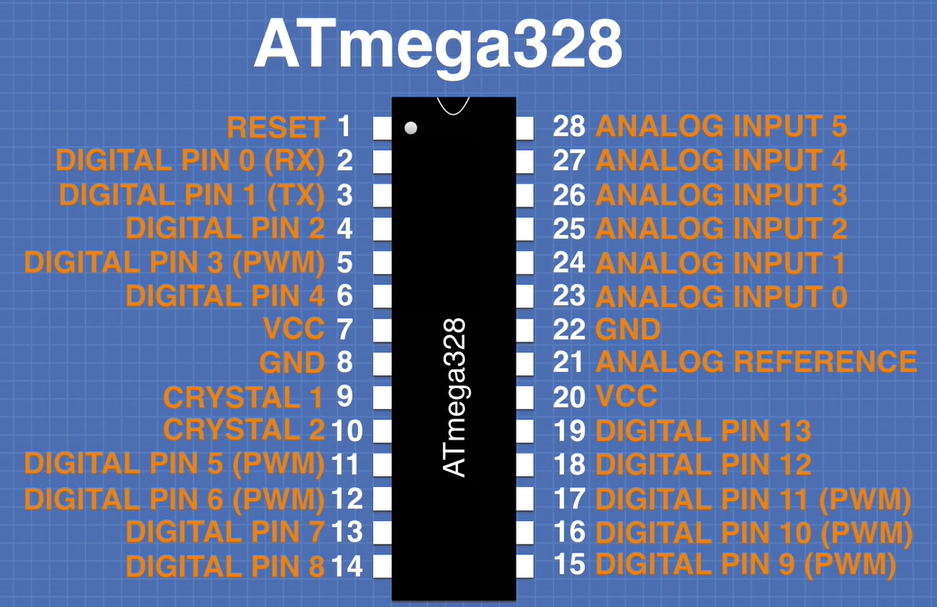 ATmega328
RESET 1
DIGITAL PIN 0 (RX) 2
DIGITAL PIN 1 (TX) 3
DIGITAL PIN 2 4
DIGITAL PIN 3 (PWM) 5
DIGITAL PIN 4 6
VCC 7
GND 8
CRYSTAL 1 9
CRYSTAL 2 10
DIGITAL PIN 5 (PWM) 11
DIGITAL PIN 6 (PWM) 12
DIGITAL PIN 7 13
DIGITAL PIN 8 14
ATmega328
28 ANALOG INPUT 5
27 ANALOG INPUT 4
26 ANALOG INPUT 3
25 ANALOG INPUT 2
24 ANALOG INPUT 1
23 ANALOG INPUT 0
22 GND
21 ANALOG REFERENCE
20 VCC
19 DIGITAL PIN 13
18 DIGITAL PIN 12
17 DIGITAL PIN 11 (PWM)
16 DIGITAL PIN 10 (PWM)
15 DIGITAL PIN 9 (PWM)